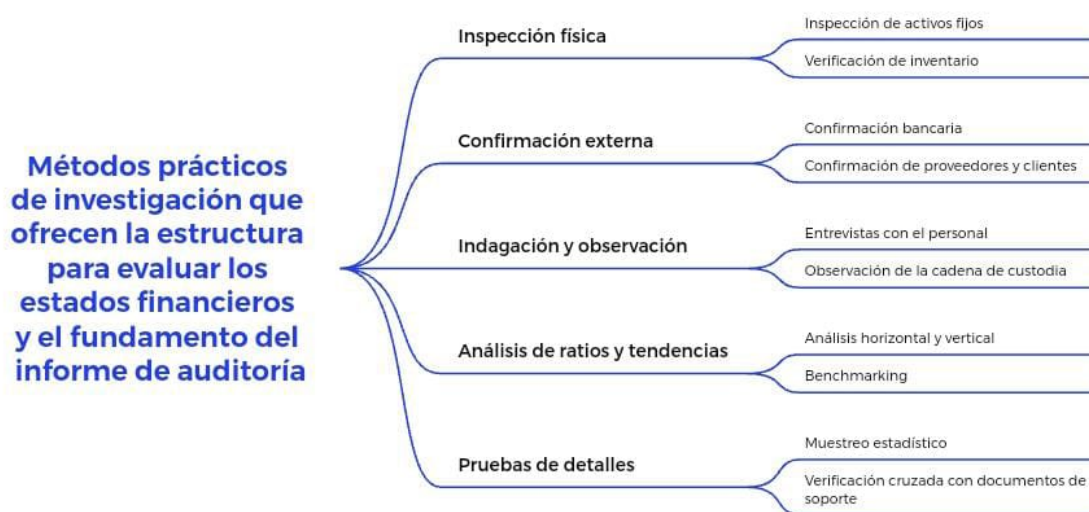 Métodos prácticos
de investigación que
ofrecen la estructura
para evaluar los
estados financieros
y el fundamento del
informe de auditoría
Inspección física
Inspección de activos fijos
Verificación de inventario
Confirmación externa
Confirmación bancaria
Confirmación de proveedores y clientes
Indagación y observación
Entrevistas con el personal
Observación de la cadena de custodia
Análisis de ratios y tendencias
Análisis horizontal y vertical
Benchmarking
Pruebas de detalles
Muestreo estadístico
Verificación cruzada con documentos de
soporte